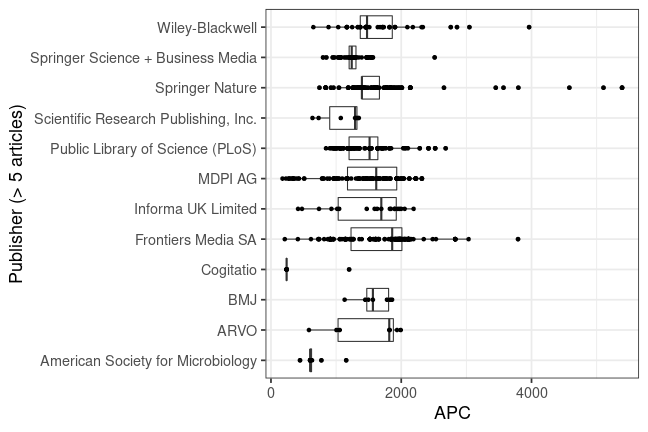 Wiley-Blackwell
Springer Science + Business Media
Springer Nature
Scientific Research Publishing, Inc.
Public Library of Science (PLoS)
MDPI AG
Informa UK Limited
Frontiers Media SA
Cogitatio
BMJ
ARVO
American Society for Microbiology
Publisher (> 5 articles)
0 2000 4000
APC